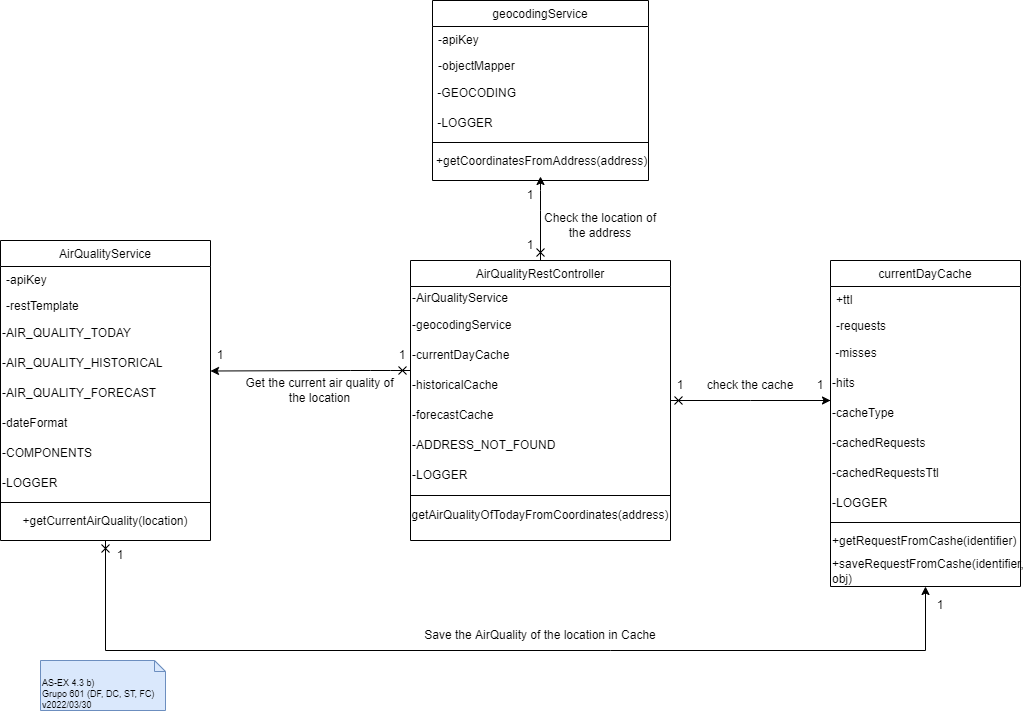 geocodingService
-apiKey
-objectMapper
-GEOCODING
-LOGGER
+getCoordinatesFromAddress(address)
1
Check the location of
the address
1
AirQualityService
-apiKey
-restTemplate
-AIR_QUALITY_TODAY
-AIR_QUALITY_HISTORICAL
-AIR_QUALITY_FORECAST
-dateFormat
-COMPONENTS
-LOGGER
+getCurrentAirQuality(location)
1
1
Get the current air quality of
the location
AirQualityRestController
-AirQualityService
-geocodingService
-currentDayCache
-historicalCache
-forecastCache
-ADDRESS_NOT_FOUND
-LOGGER
getAirQualityOfTodayFromCoordinates(address)
1
check the cache
1
currentDayCache
+ttl
-requests
-misses
-hits
-cacheType
-cachedRequests
-cachedRequestsTtl
-LOGGER
+getRequestFromCashe(identifier)
+saveRequestFromCashe(identifier,
obj)
1
1
Save the AirQuality of the location in Cache
AS-EX 4.3 b)
Grupo 601 (DF, DC, ST, FC)
v2022/03/30